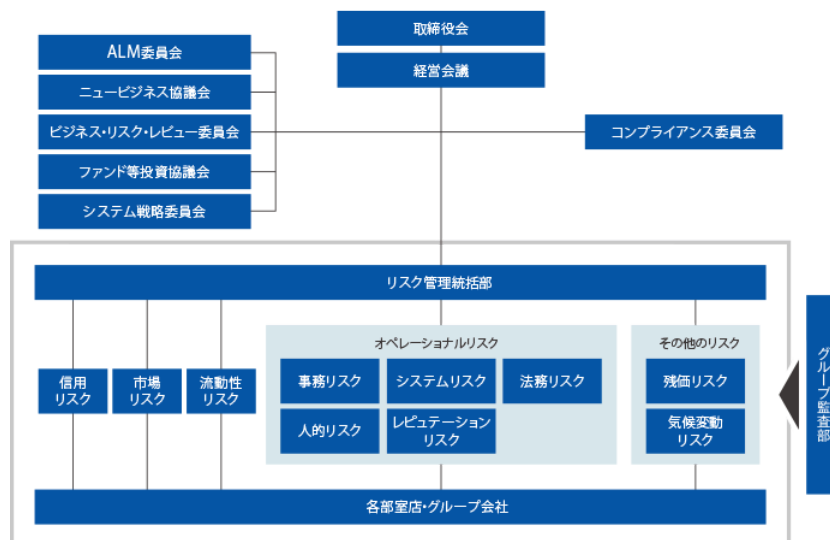 取締役会
経営会議
ALM委員会
ニュービジネス協議会
ビジネス・リスク・レビュー委員会
ファンド等投資協議会
システム戦略委員会
コンプライアンス委員会
リスク管理統括部
信用
リスク
市場
リスク
流動性
リスク
オペレーショナルリスク
事務リスク
システムリスク
法務リスク
人的リスク
レピュテーション
リスク
その他のリスク
残価リスク
気候変動
リスク
各部室店・グループ会社
グループ監査部